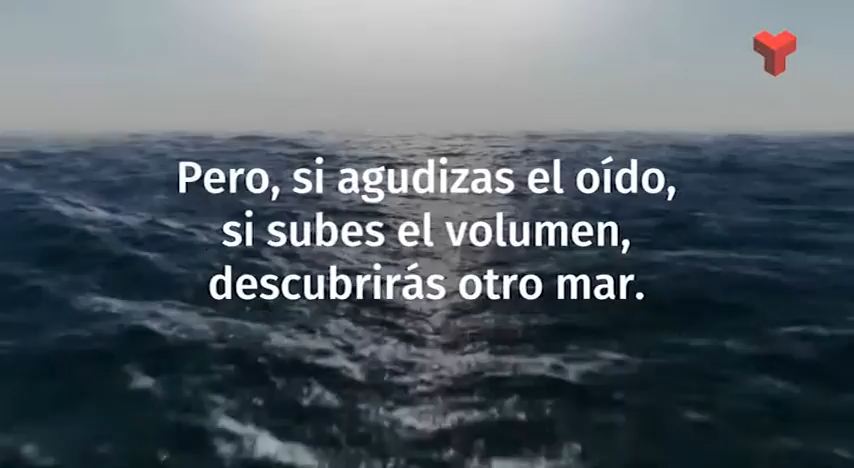 Pero, si agudizas el oído,
si subes el volumen,
descubrirás otro mar.